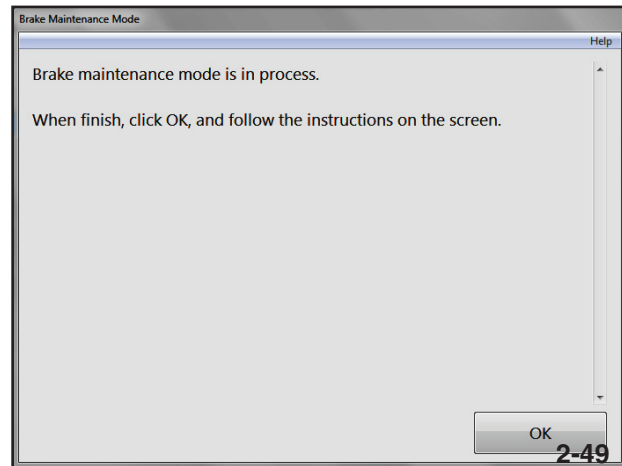 Brake Maintenance Mode
Help
Brake maintenance mode is in process.
When finish, click OK, and follow the instructions on the screen.
OK
2-49